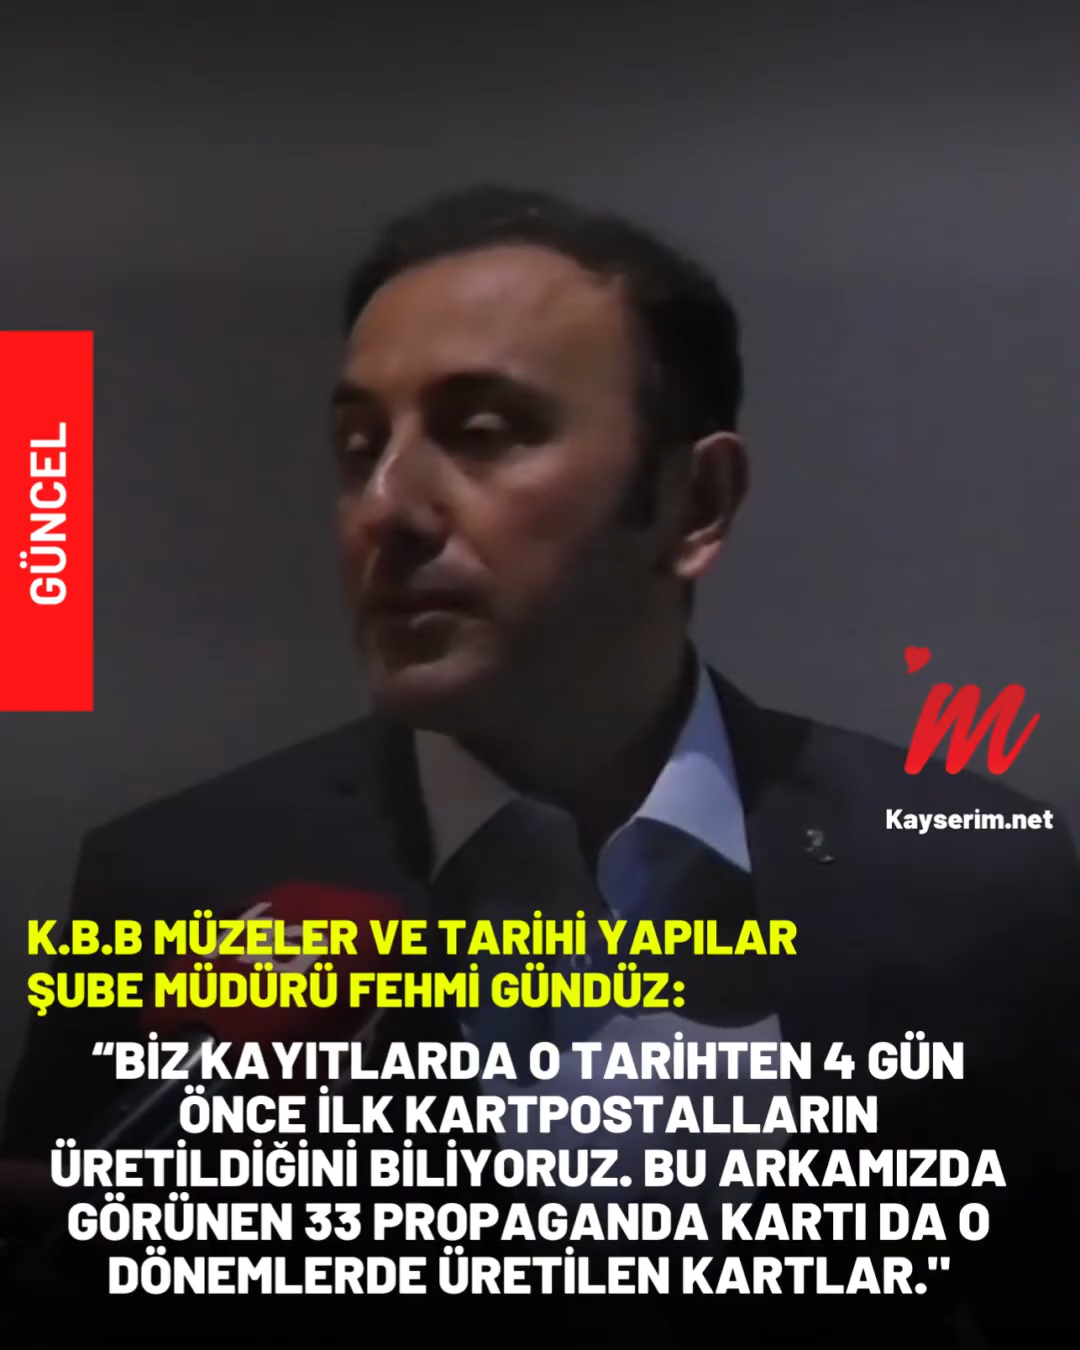 GÜNCEL
'm
Kayserim.net
K.B.B MÜZELER VE TARİHİ YAPILAR
ŞUBE MÜDÜRÜ FEHMİ GÜNDÜZ:
“BİZ KAYITLARDA O TARİHTEN 4 GÜN
ÖNCE İLK KARTPOSTALLARIN
ÜRETİLDİĞİNİ BİLİYORUZ. BU ARKAMIZDA
GÖRÜNEN 33 PROPAGANDA KARTI DA O
DÖNEMLERDE ÜRETİLEN KARTLAR."